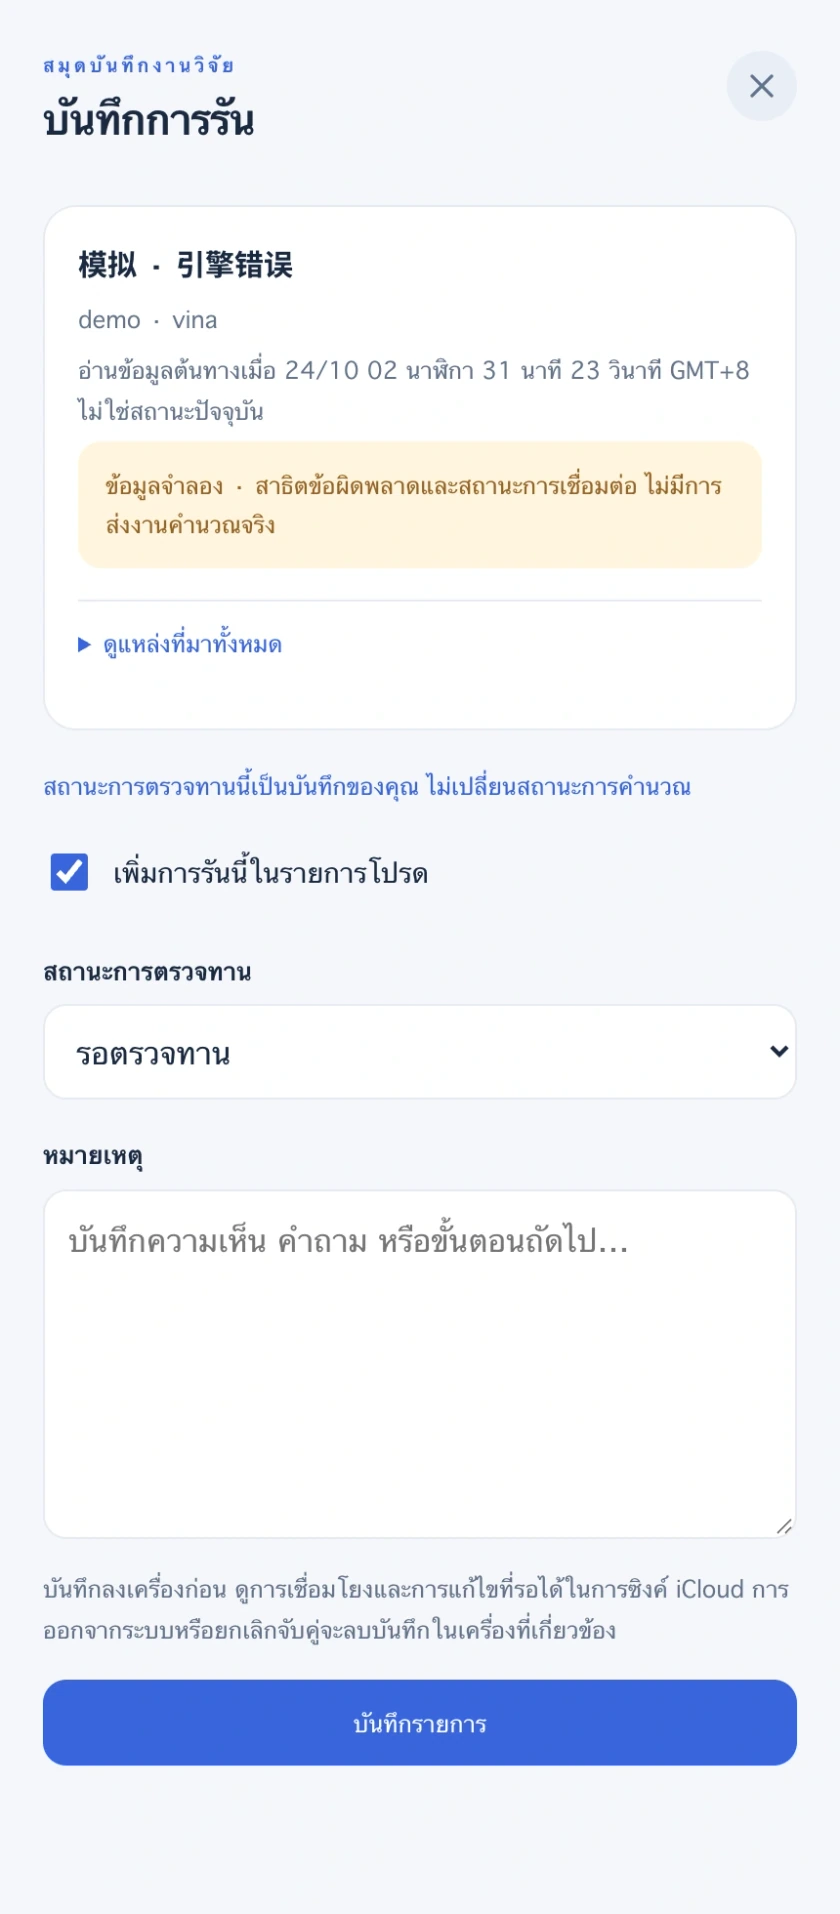 สมุดบันทึกงานวิจัย
บันทึกการรัน
模拟 · 引擎错误
demo · vina
อ่านข้อมูลต้นทางเมื่อ 24/10 02 นาฬิกา 31 นาที 23 วินาที GMT+8
ไม่ใช่สถานะปัจจุบัน
ข้อมูลจำลอง · สาธิตข้อผิดพลาดและสถานะการเชื่อมต่อ ไม่มีการ
ส่งงานคำนวณจริง
ดูแหล่งที่มาทั้งหมด
สถานะการตรวจทานนี้เป็นบันทึกของคุณ ไม่เปลี่ยนสถานะการคำนวณ
เพิ่มการรันนี้ในรายการโปรด
สถานะการตรวจทาน
รอตรวจทาน
หมายเหตุ
บันทึกความเห็น คำถาม หรือขั้นตอนถัดไป...
บันทึกลงเครื่องก่อน ดูการเชื่อมโยงและการแก้ไขที่รอได้ในการซิงค์ iCloud การ
ออกจากระบบหรือยกเลิกจับคู่จะลบบันทึกในเครื่องที่เกี่ยวข้อง
บันทึกรายการ